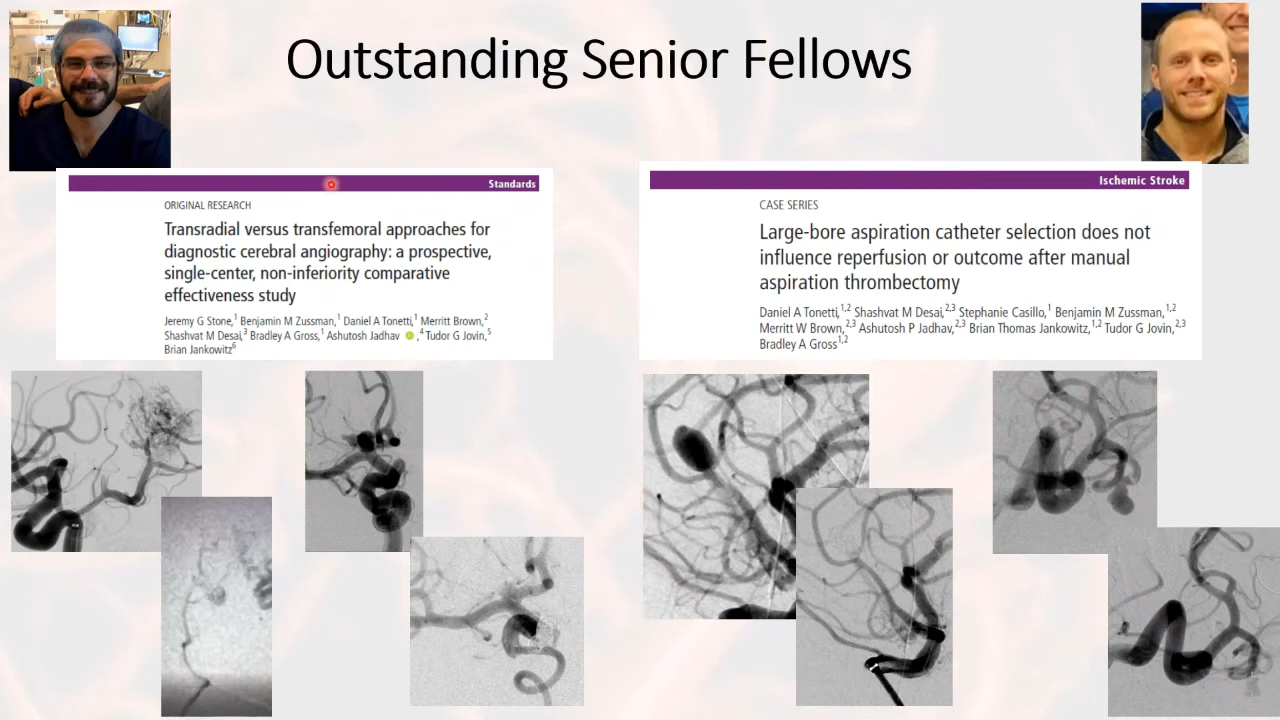 Outstanding Senior Fellows
Standards
ORIGINAL RESEARCH
Transradial versus transfemoral approaches for
diagnostic cerebral angiography: a prospective,
single-center, non-inferiority comparative
effectiveness study
Jeremy G Stone,1 Benjamin M Zussman,1 Daniel A Tonetti,1 Merritt Brown,2
Shashvat M Desai,3 Bradley A Gross,1 Ashutosh Jadhav ,4 Tudor G Jovin,5
Brian Jankowitz6
Ischemic Stroke
CASE SERIES
Large-bore aspiration catheter selection does not
influence reperfusion or outcome after manual
aspiration thrombectomy
Daniel A Tonetti,1,2 Shashvat M Desai,2,3 Stephanie Casillo,1 Benjamin M Zussman,1,2
Merritt W Brown,2,3 Ashutosh P Jadhav,2,3 Brian Thomas Jankowitz,1,2 Tudor G Jovin,2,3
Bradley A Gross1,2